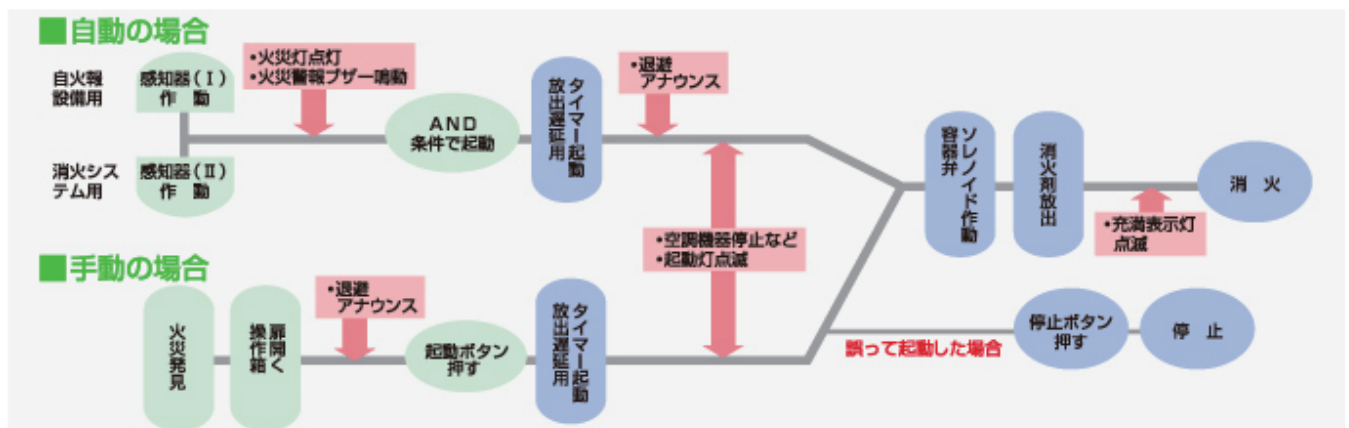 ■自動の場合
自火報
設備用
感知器(Ⅰ)
作動
・火災灯点灯
・火災警報ブザー鳴動
消火シス
テム用
感知器(Ⅱ)
作動
AND
条件で起動
放出遅延用
タイマー起動
・退避
アナウンス
・空調機器停止など
・起動灯点滅
容器弁
ソレノイド作動
消火剤放出
・充満表示灯
点滅
消火
■手動の場合
火災発見
操作箱
扉開く
・退避
アナウンス
起動ボタン
押す
放出遅延用
タイマー起動
誤って起動した場合
停止ボタン
押す
停止